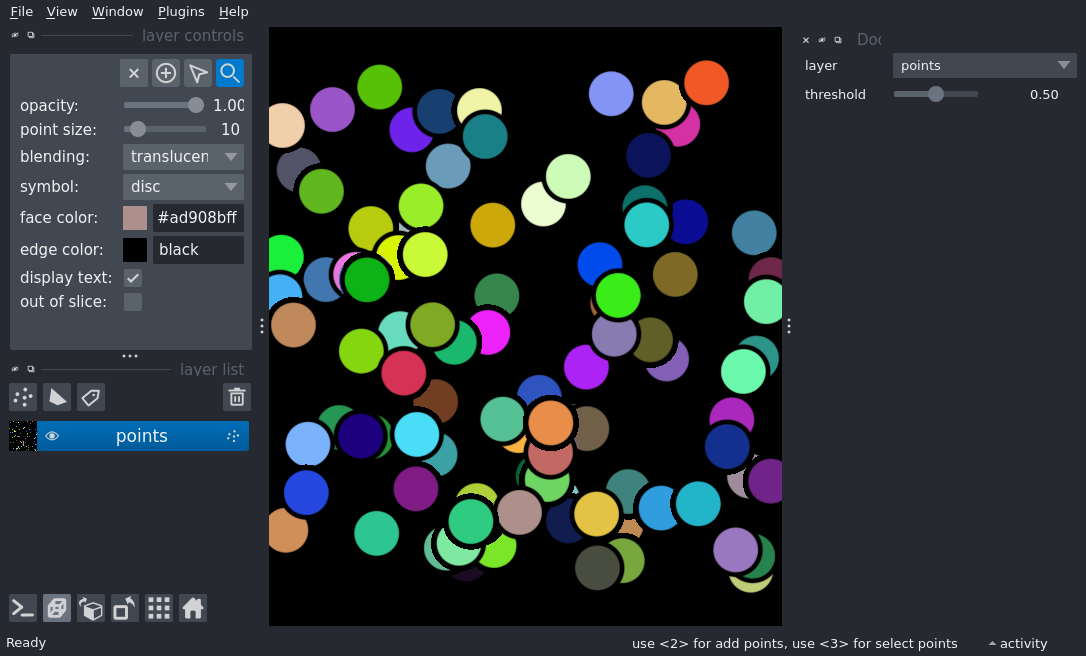 File View Window Plugins Help
layer controls
opacity: 1.00
point size: 10
blending: translucen
symbol: disc
face color: #ad908bff
edge color: black
display text:
out of slice:
layer list
points
Ready
layer points
threshold 0.50
use <2> for add points, use <3> for select points
activity